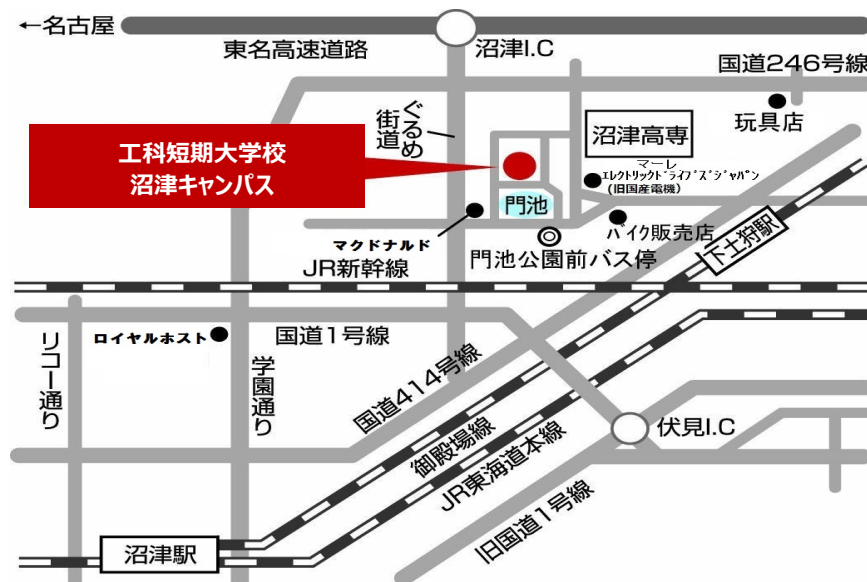 ←名古屋
東名高速道路
沼津I.C
国道246号線
ぐるめ
街道
玩具店
沼津高専
工科短期大学校
沼津キャンパス
マーレ
エレクトリックドライブズジャパン
(旧国産電機)
門池
マクドナルド
バイク販売店
門池公園前バス停
下土狩駅
JR新幹線
ロイヤルホスト
国道1号線
リコー通り
学園通り
国道414号線
伏見I.C
御殿場線
JR東海道本線
旧国道1号線
沼津駅